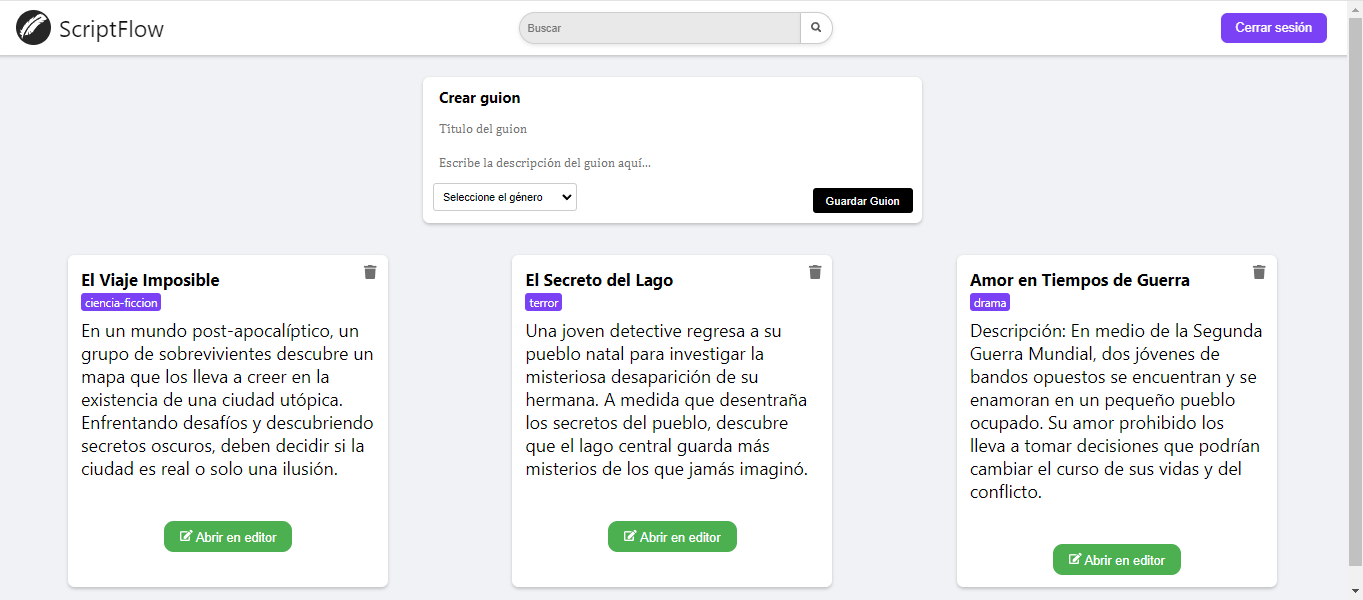 ScriptFlow
Buscar
Cerrar sesión
Crear guion
Título del guion
Escribe la descripción del guion aquí...
Seleccione el género
Guardar Guion
El Viaje Imposible
ciencia-ficcion
En un mundo post-apocalíptico, un
grupo de sobrevivientes descubre un
mapa que los lleva a creer en la
existencia de una ciudad utópica.
Enfrentando desafíos y descubriendo
secretos oscuros, deben decidir si la
ciudad es real o solo una ilusión.
Abrir en editor
El Secreto del Lago
terror
Una joven detective regresa a su
pueblo natal para investigar la
misteriosa desaparición de su
hermana. A medida que desentraña
los secretos del pueblo, descubre
que el lago central guarda más
misterios de los que jamás imaginó.
Abrir en editor
Amor en Tiempos de Guerra
drama
Descripción: En medio de la Segunda
Guerra Mundial, dos jóvenes de
bandos opuestos se encuentran y se
enamoran en un pequeño pueblo
ocupado. Su amor prohibido los
lleva a tomar decisiones que podrían
cambiar el curso de sus vidas y del
conflicto.
Abrir en editor